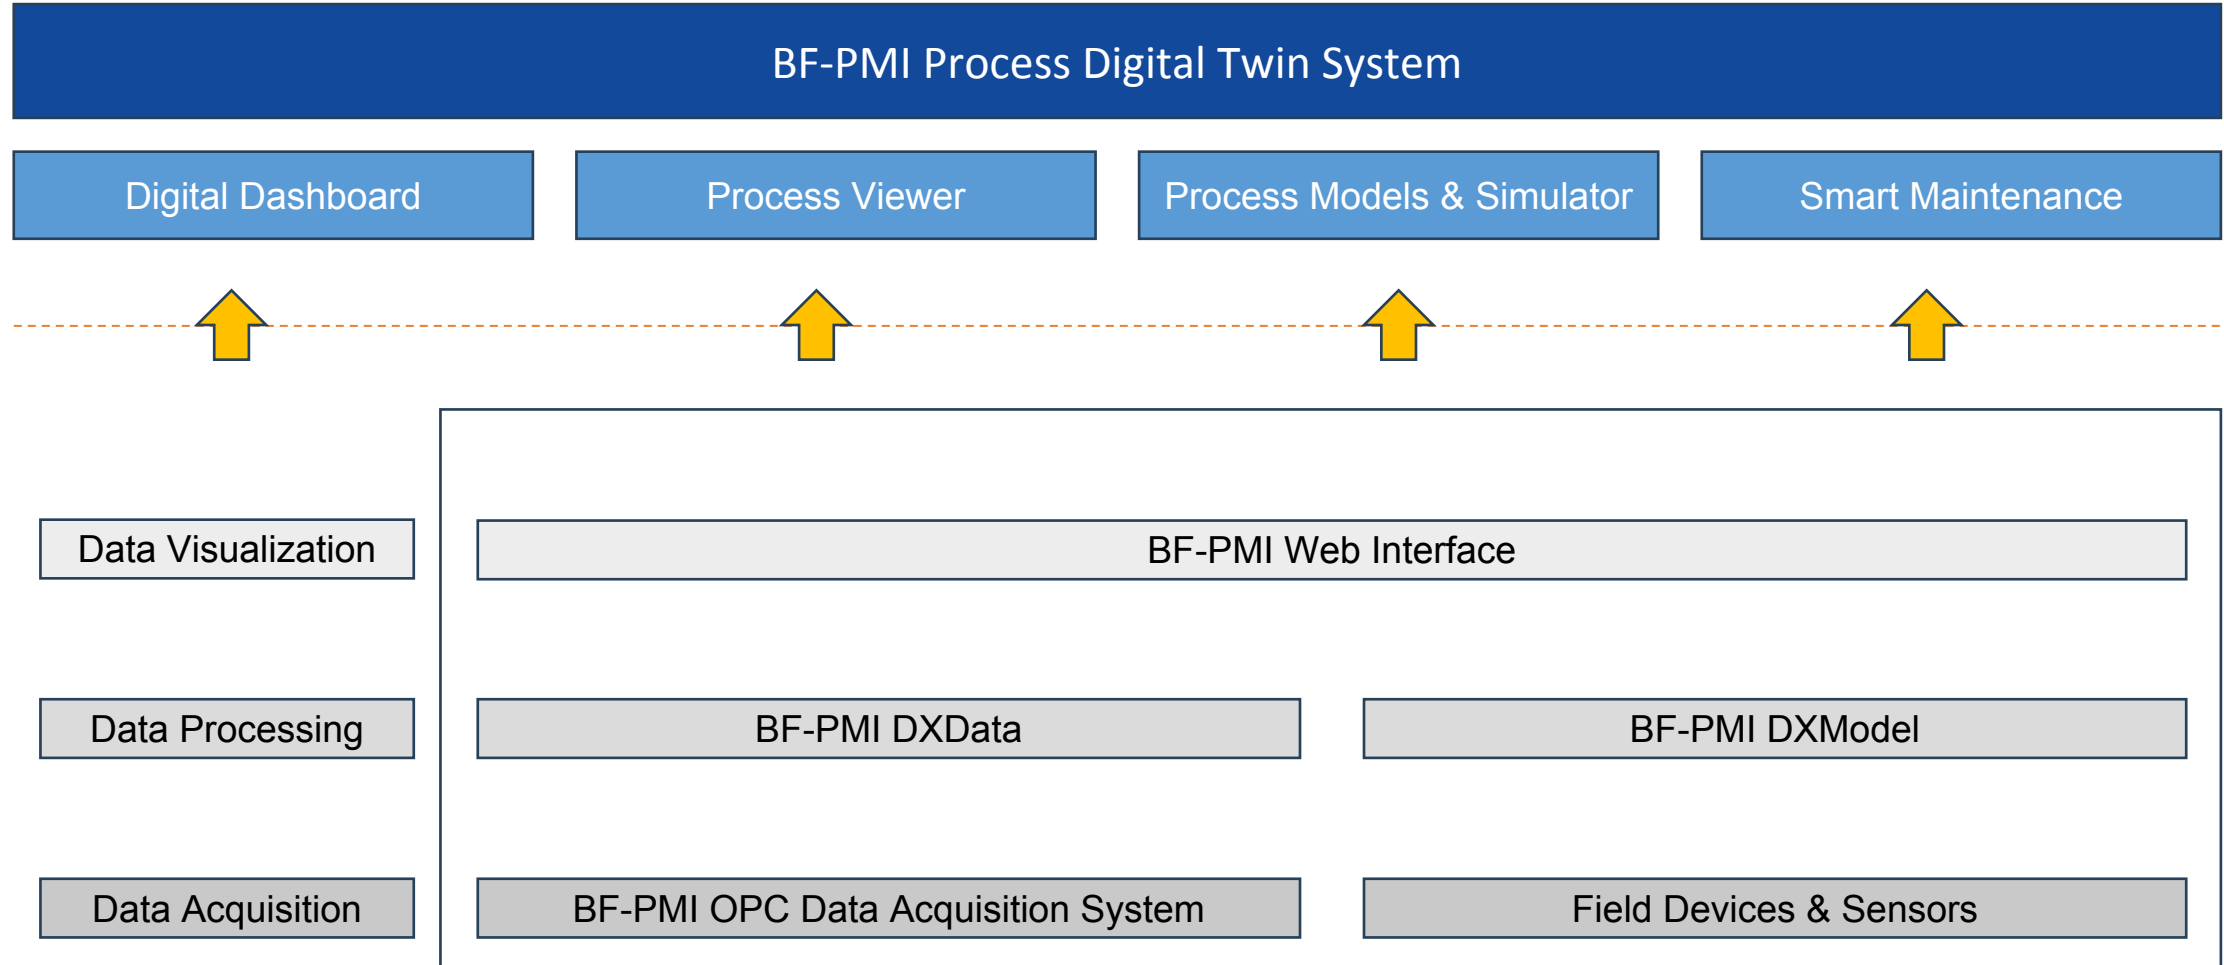 BF-PMI Process Digital Twin System
Digital Dashboard
Process Viewer
Process Models & Simulator
Smart Maintenance
Data Visualization
BF-PMI Web Interface
Data Processing
BF-PMI DXData
BF-PMI DXModel
Data Acquisition
BF-PMI OPC Data Acquisition System
Field Devices & Sensors